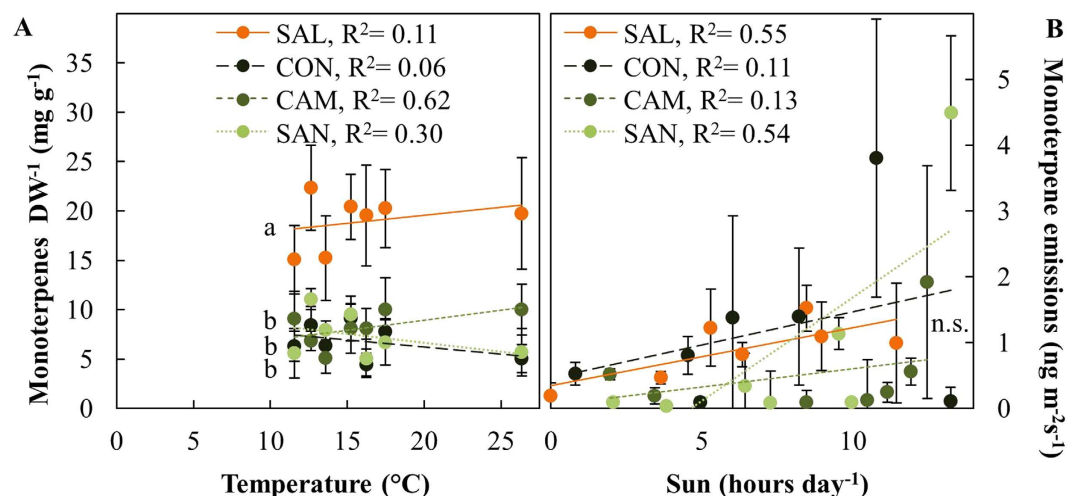 A
Monoterpenes DW⁻¹ (mg g⁻¹)
35
30
25
20
15
10
5
0
SAL, R²= 0.11
CON, R²= 0.06
CAM, R²= 0.62
SAN, R²= 0.30
a
b
b
b
0
5
10
15
20
25
Temperature (°C)
SAL, R²= 0.55
CON, R²= 0.11
CAM, R²= 0.13
SAN, R²= 0.54
n.s.
0
5
10
Sun (hours day⁻¹)
B
5
4
3
2
1
0
Monoterpene emissions (ng m⁻²s⁻¹)